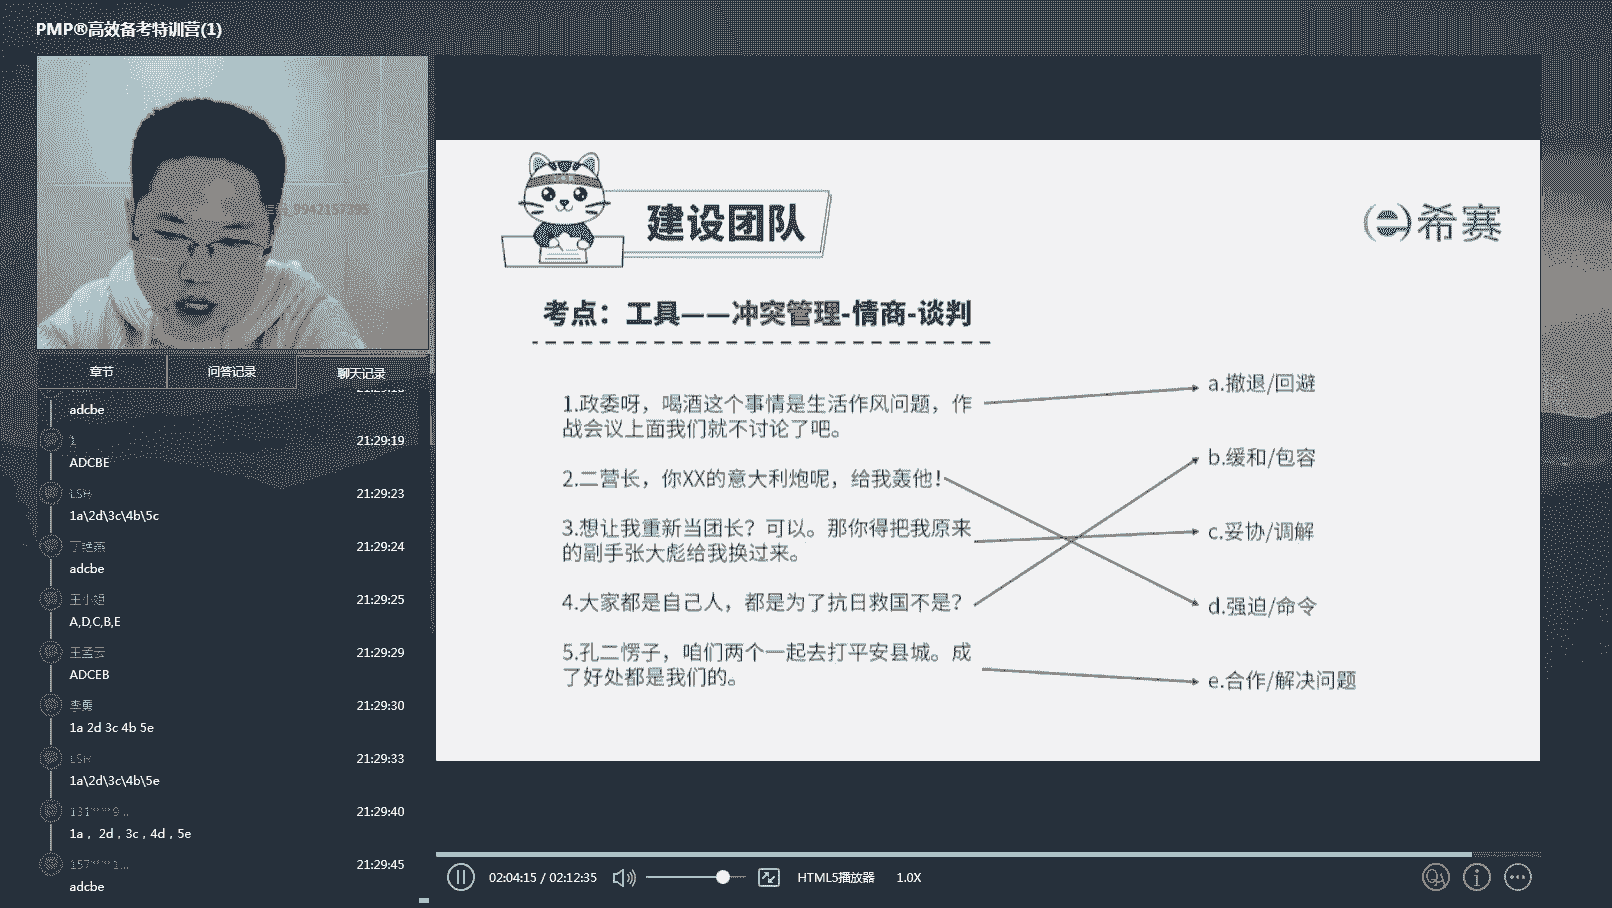 PMP®高效备考特训营(1)
9942157395
章节
问答记录
聊天记录
adcbe
1
21:29:19
ADCBE
LSH
21:29:23
1a\2d\3c\4b\5c
21:29:24
adcbe
王小姐
21:29:25
A,D,C,B,E
王孟云
21:29:29
ADCEB
李勇
21:29:30
1a 2d 3c 4b 5e
LSH
21:29:33
1a\2d\3c\4b\5e
131****9...
21:29:40
1a， 2d，3c，4d，5e
157****1...
21:29:45
adcbe
建设团队
希赛
考点：工具——冲突管理-情商-谈判
1.政委呀，喝酒这个事情是生活作风问题，作
战会议上面我们就不讨论了吧。
2.二营长，你XX的意大利炮呢，给我轰他！
3.想让我重新当团长？可以。那你得把我原来
的副手张大彪给我换过来。
4.大家都是自己人，都是为了抗日救国不是？
5.孔二愣子，咱们两个一起去打平安县城。成
了好处都是我们的。
a.撤退/回避
b.缓和/包容
c.妥协/调解
d.强迫/命令
e.合作/解决问题
02:04:15 / 02:12:35
HTML5播放器
1.0X